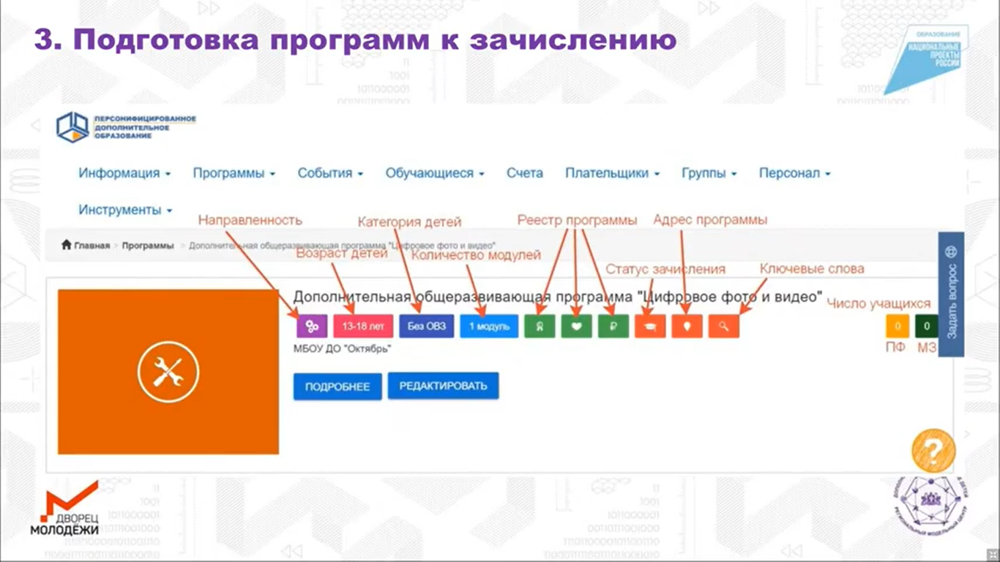 3. Подготовка программ к зачислению
ОБРАЗОВАНИЕ
НАЦИОНАЛЬНЫЕ
ПРОЕКТЫ
РОССИИ
ПЕРСОНИФИЦИРОВАННОЕ
ДОПОЛНИТЕЛЬНОЕ
ОБРАЗОВАНИЕ
Информация Программы События Обучающиеся Счета Плательщики Группы Персонал
Инструменты
Направленность Категория детей Реестр программы Адрес программы
Главная > Программы > Дополнительная общеразвивающая программа "Цифровое фото и видео"
Возраст детей Количество модулей
Статус зачисления Ключевые слова
Дополнительная общеразвивающая программа "Цифровое фото и видео"
Число учащихся
13-18 лет Без ОВЗ 1 модуль 0 0
МБОУ ДО "Октябрь"
ПФ МЗ
ПОДРОБНЕЕ РЕДАКТИРОВАТЬ
Задать вопрос
?
ДВОРЕЦ
МОЛОДЁЖИ
РЕГИОНАЛЬНЫЙ МОДЕЛЬНЫЙ ЦЕНТР